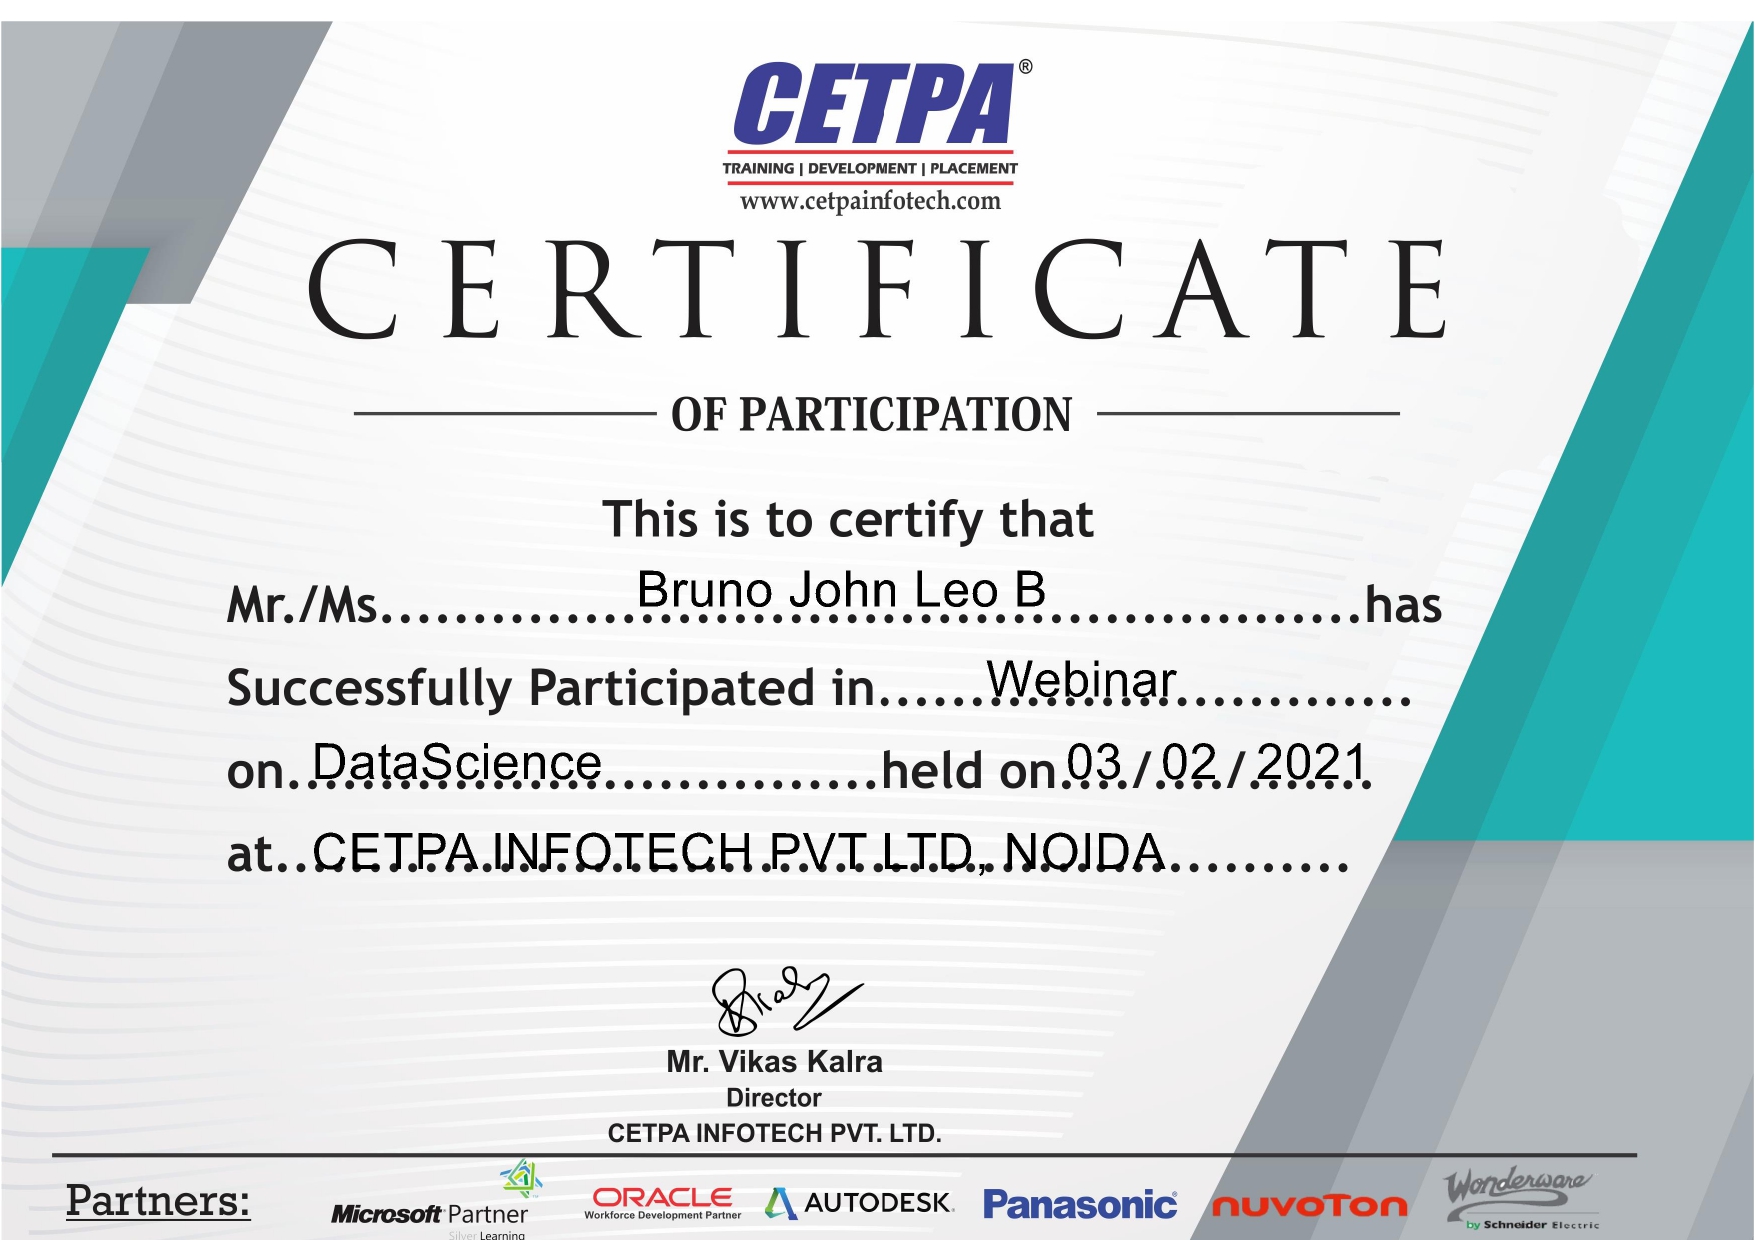 CETPA®
TRAINING | DEVELOPMENT | PLACEMENT
www.cetpainfotech.com
CERTIFICATE
OF PARTICIPATION
This is to certify that
Mr./Ms.....Bruno John Leo B.....has
Successfully Participated in.....Webinar.....
on.....DataScience.....held on 03/02/2021
at.....CETPA INFOTECH PVT LTD, NOIDA.....
Mr. Vikas Kalra
Director
CETPA INFOTECH PVT. LTD.
Partners:
Microsoft Partner
Silver Learning
ORACLE
Workforce Development Partner
AUTODESK.
Panasonic
nuvoTon
Wonderware
by Schneider Electric